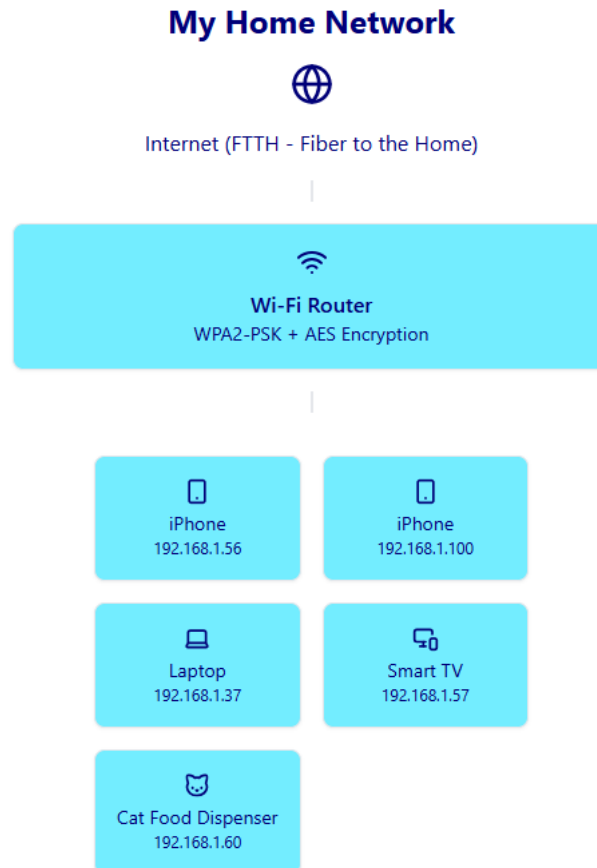 My Home Network
Internet (FTTH - Fiber to the Home)
Wi-Fi Router
WPA2-PSK + AES Encryption
iPhone
192.168.1.56
iPhone
192.168.1.100
Laptop
192.168.1.37
Smart TV
192.168.1.57
Cat Food Dispenser
192.168.1.60